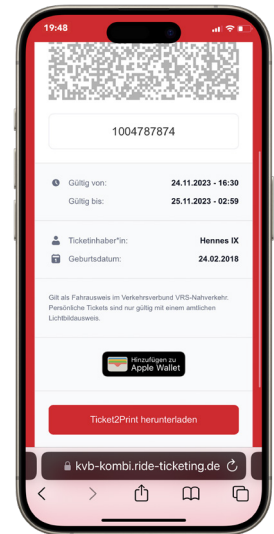 19:48
1004787874
Gültig von: 24.11.2023 - 16:30
Gültig bis: 25.11.2023 - 02:59
Ticketinhaber*in: Hennes IX
Geburtsdatum: 24.02.2018
Gilt als Fahrausweis im Verkehrsverbund VRS-Nahverkehr.
Persönliche Tickets sind nur gültig mit einem amtlichen
Lichtbildausweis.
Hinzufügen zu
Apple Wallet
Ticket2Print herunterladen
kvb-kombi.ride-ticketing.de